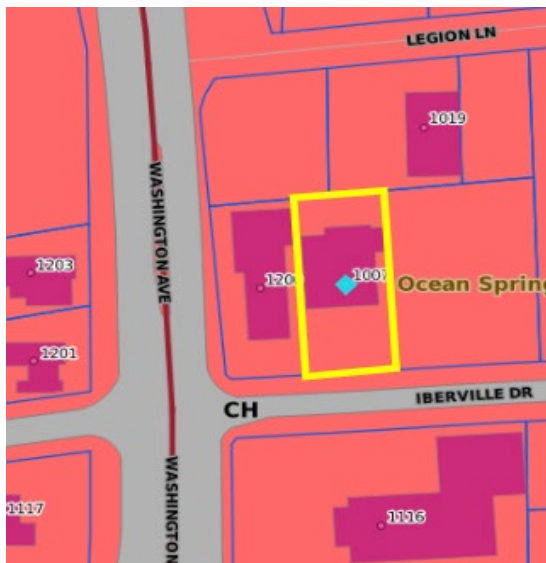 LEGION LN
1019
WASHINGTON AVE
1203
1007
Ocean Spring
1201
CH
IBERVILLE DR
WASHINGTON
1117
1116